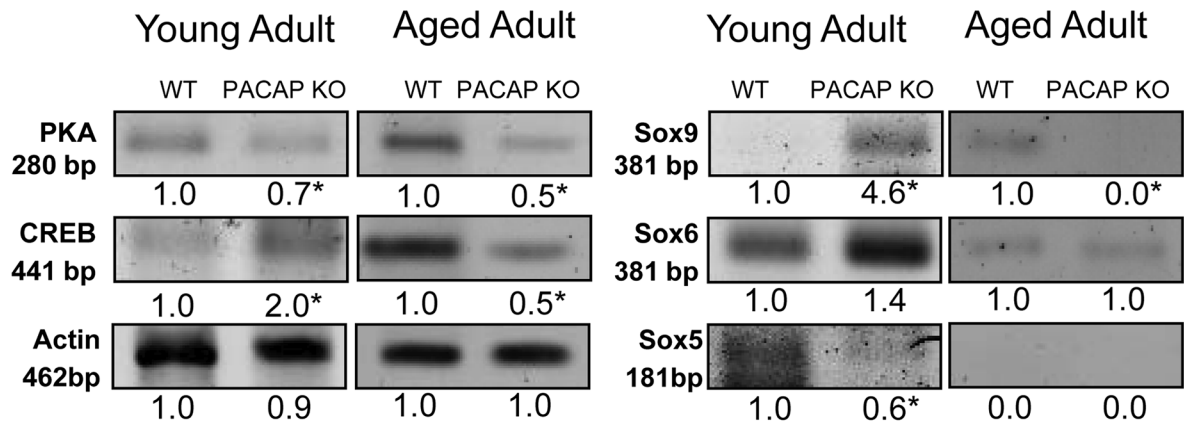 Young Adult Aged Adult
WT PACAP KO WT PACAP KO
PKA
280 bp
1.0 0.7* 1.0 0.5*
CREB
441 bp
1.0 2.0* 1.0 0.5*
Actin
462bp
1.0 0.9 1.0 1.0
Young Adult Aged Adult
WT PACAP KO WT PACAP KO
Sox9
381 bp
1.0 4.6* 1.0 0.0*
Sox6
381 bp
1.0 1.4 1.0 1.0
Sox5
181bp
1.0 0.6* 0.0 0.0